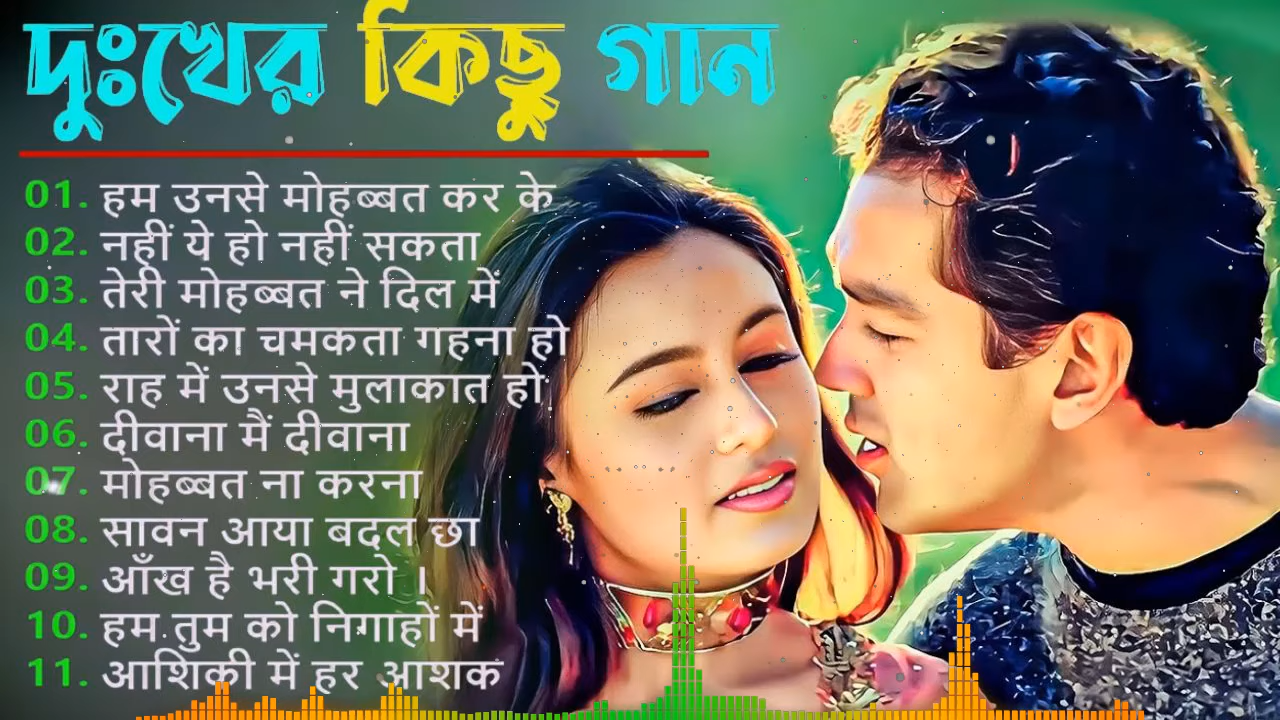 দুঃখের কিছু গান
01. हम उनसे मोहब्बत कर के
02. नहीं ये हो नहीं सकता
03. तेरी मोहब्बत ने दिल में
04. तारों का चमकता गहना हो
05. राह में उनसे मुलाकात हो
06. दीवाना मैं दीवाना
07. मोहब्बत ना करना
08. सावन आया बदल छा
09. आँख है भरी गरो ।
10. हम तुम को निगाहों में
11. आशिकी में हर आशक